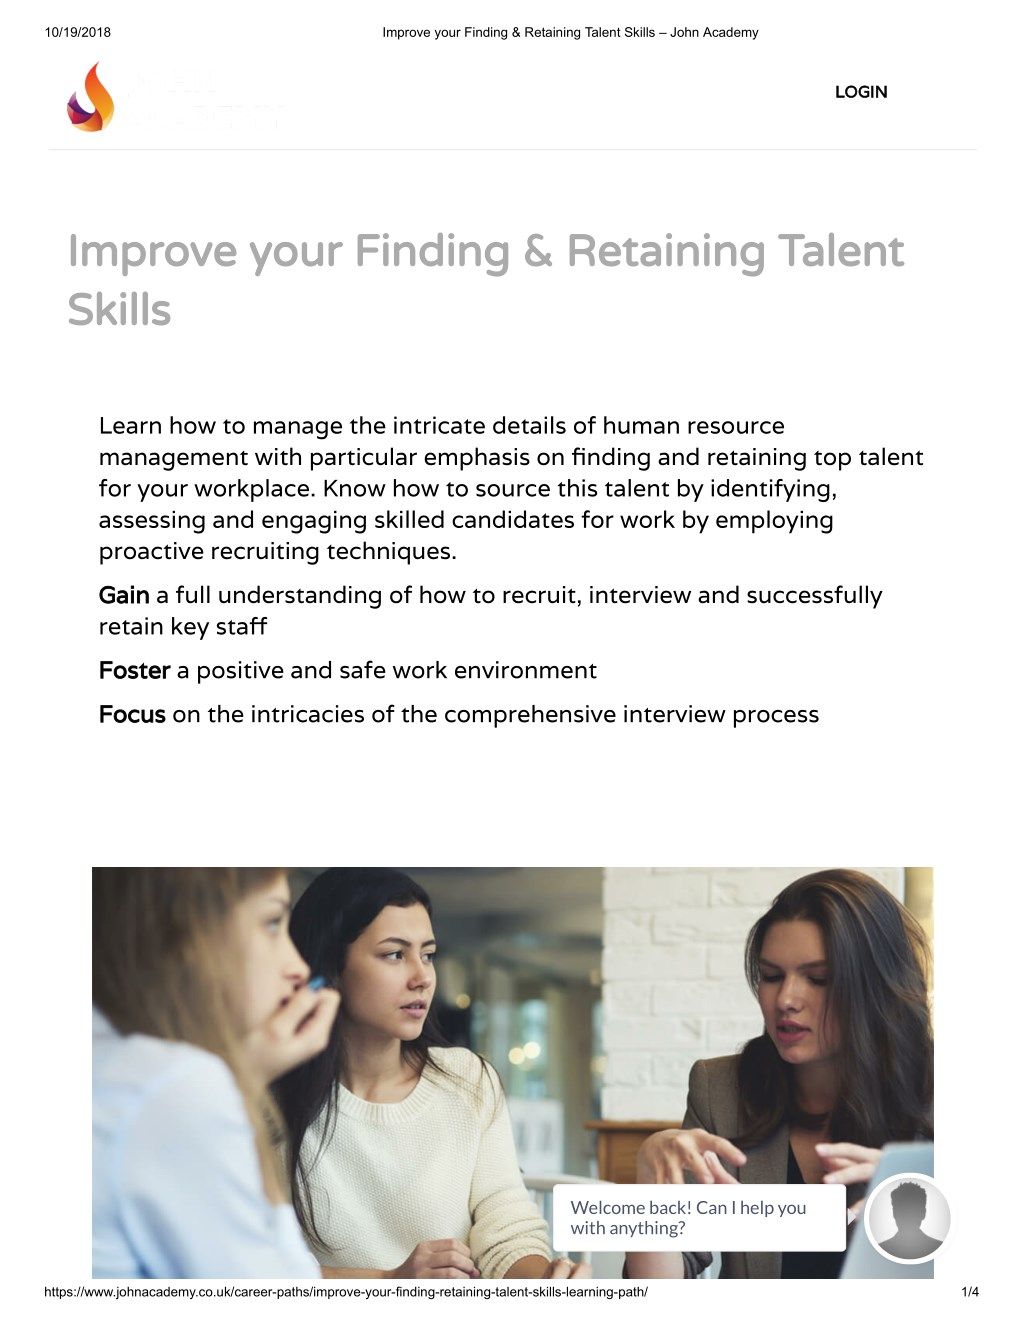 10/19/2018 Improve your Finding & Retaining Talent Skills – John Academy
LOGIN
Improve your Finding & Retaining Talent
Skills
Learn how to manage the intricate details of human resource
management with particular emphasis on finding and retaining top talent
for your workplace. Know how to source this talent by identifying,
assessing and engaging skilled candidates for work by employing
proactive recruiting techniques.
Gain a full understanding of how to recruit, interview and successfully
retain key staff
Foster a positive and safe work environment
Focus on the intricacies of the comprehensive interview process
Welcome back! Can I help you
with anything?
https://www.johnacademy.co.uk/career-paths/improve-your-finding-retaining-talent-skills-learning-path/ 1/4